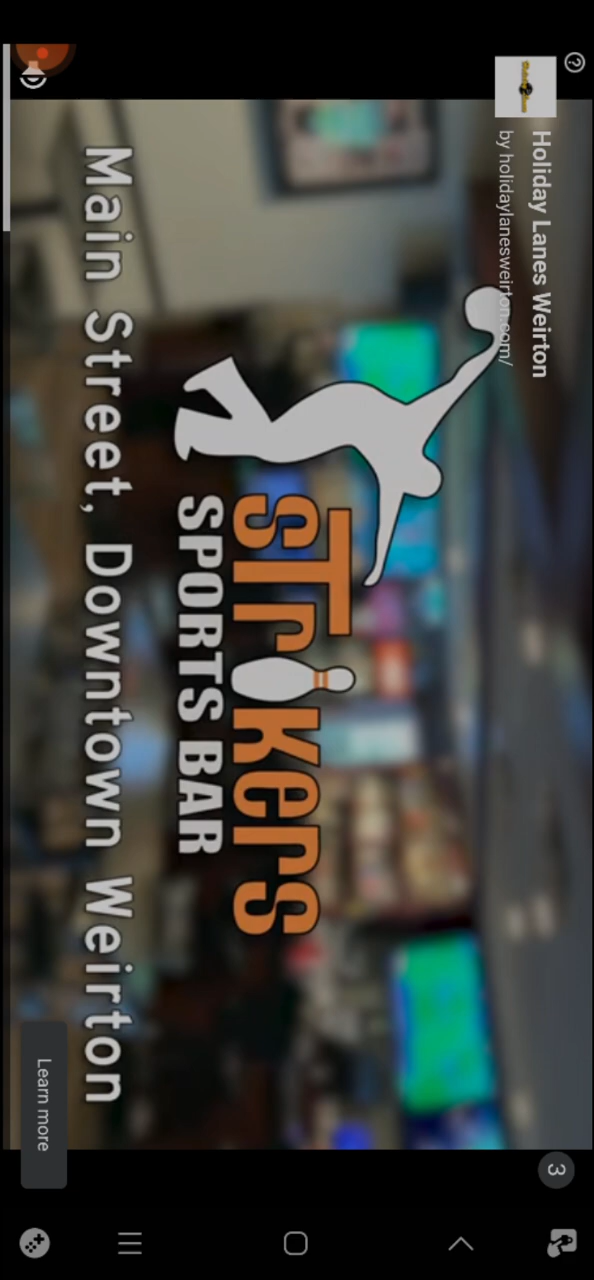 Holiday Lanes Weirton
by holidaylanesweirton.com/
sTrikers
SPORTS BAR
Main Street, Downtown Weirton
Learn more
3
?